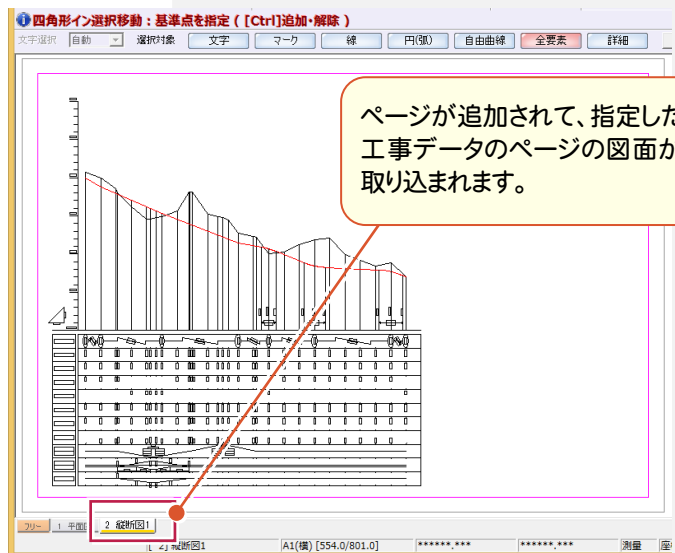 四角形イン選択移動：基準点を指定 ( [Ctrl]追加・解除 )
文字選択 自動 選択対象 文字 マーク 線 円(弧) 自由曲線 全要素 詳細
ページが追加されて、指定した
工事データのページの図面が
取り込まれます。
フリー 1 平面 2 縦断図1
[ 2] 縦断図1 A1(横) [554.0/801.0] ******.*** ******.*** 測量 座